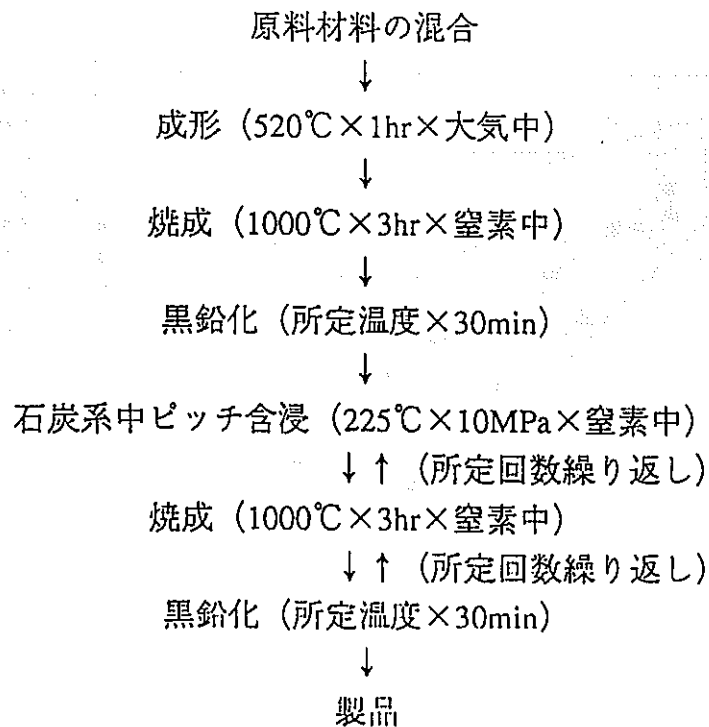 原料材料の混合
↓
成形（520℃×1hr×大気中）
↓
焼成（1000℃×3hr×窒素中）
↓
黒鉛化（所定温度×30min）
↓
石炭系中ピッチ含浸（225℃×10MPa×窒素中）
↓ ↑（所定回数繰り返し）
焼成（1000℃×3hr×窒素中）
↓ ↑（所定回数繰り返し）
黒鉛化（所定温度×30min）
↓
製品